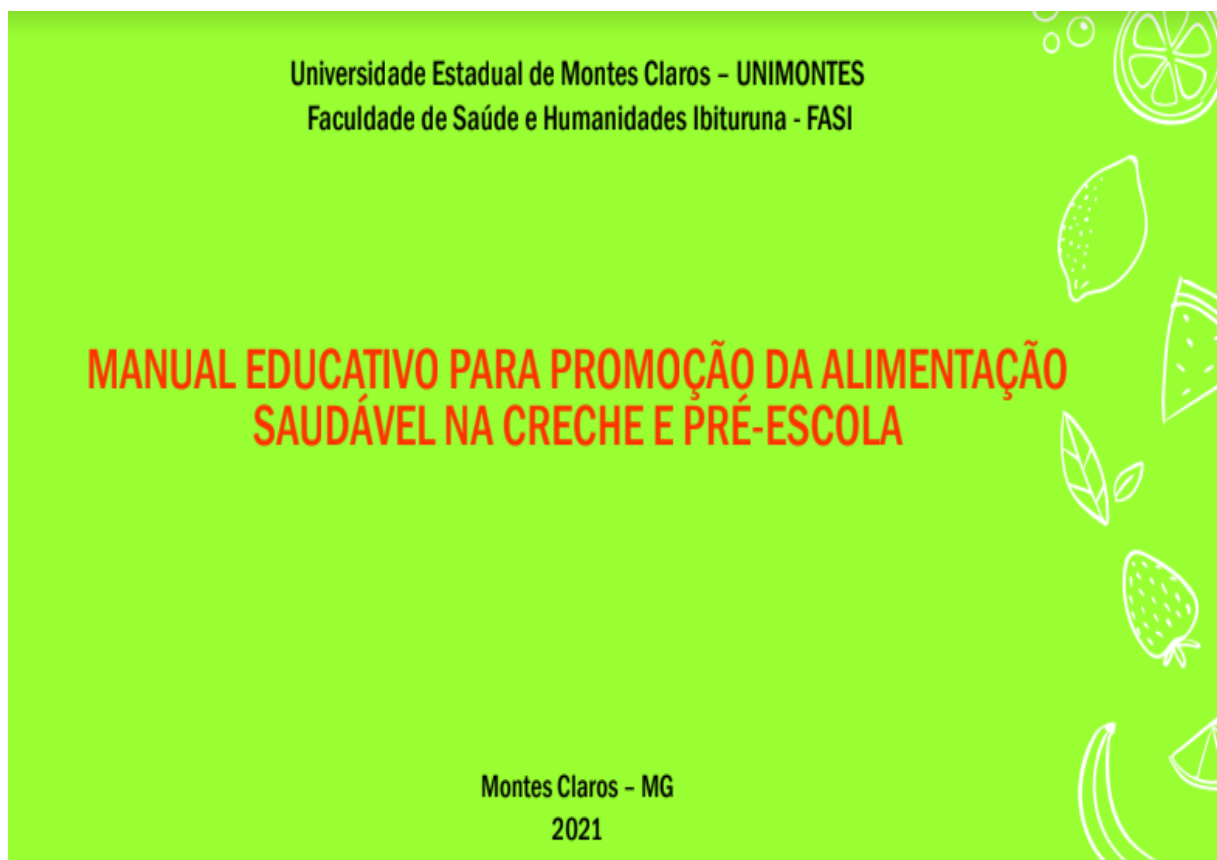 Universidade Estadual de Montes Claros – UNIMONTES
Faculdade de Saúde e Humanidades Ibituruna - FASI
MANUAL EDUCATIVO PARA PROMOÇÃO DA ALIMENTAÇÃO
SAUDÁVEL NA CRECHE E PRÉ-ESCOLA
Montes Claros – MG
2021